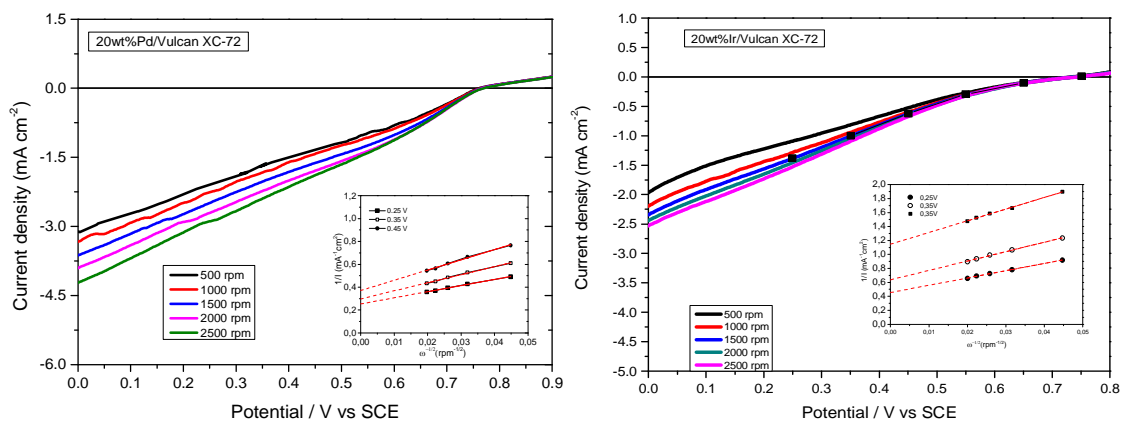 20wt%Pd/Vulcan XC-72
1.5
0.0
-1.5
-3.0
-4.5
-6.0
Current density (mA cm-2)
0.0 0.1 0.2 0.3 0.4 0.5 0.6 0.7 0.8 0.9
Potential / V vs SCE
500 rpm
1000 rpm
1500 rpm
2000 rpm
2500 rpm
0.25 V
0.35 V
0.45 V
1,2
1,0
0,8
0,6
0,4
0,2
0,0
1/I (mA-1cm2)
0,00 0,01 0,02 0,03 0,04 0,05
ω-1/2(rpm-1/2)
20wt%Ir/Vulcan XC-72
1.0
0.5
0.0
-0.5
-1.0
-1.5
-2.0
-2.5
-3.0
-3.5
-4.0
-4.5
-5.0
Current density (mA cm-2)
0.0 0.1 0.2 0.3 0.4 0.5 0.6 0.7 0.8
Potential / V vs SCE
500 rpm
1000 rpm
1500 rpm
2000 rpm
2500 rpm
0,25V
0,35V
0,35V
2,0
1,8
1,6
1,4
1,2
1,0
0,8
0,6
0,4
0,2
0,0
1/I (mA-1cm2)
0,00 0,01 0,02 0,03 0,04 0,05
ω-1/2(rpm-1/2)